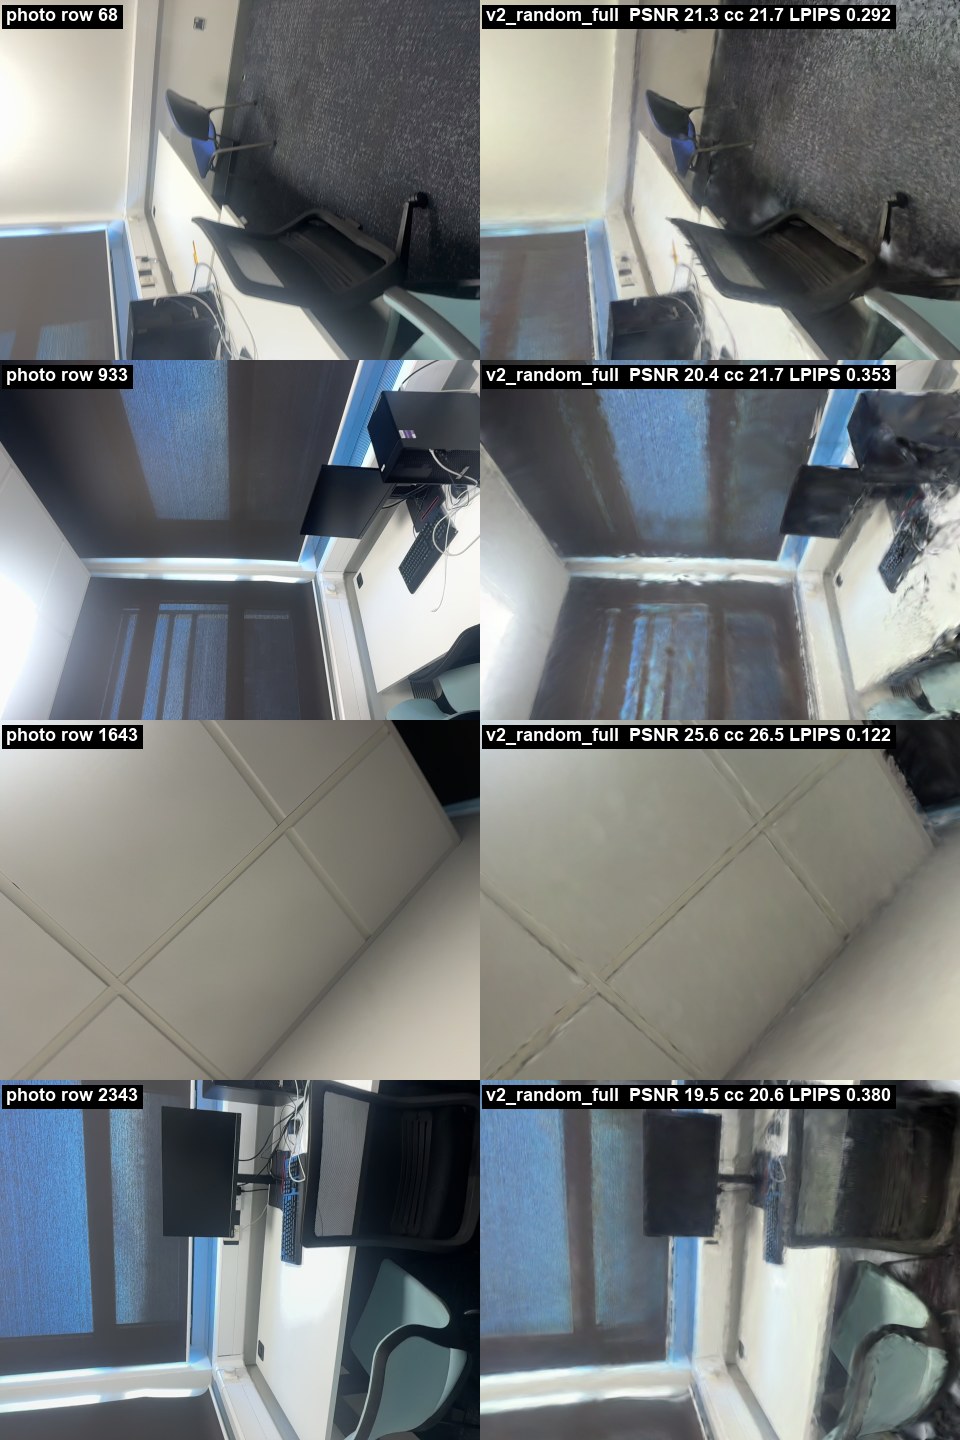 photo row 68
v2_random_full PSNR 21.3 cc 21.7 LPIPS 0.292
photo row 933
v2_random_full PSNR 20.4 cc 21.7 LPIPS 0.353
photo row 1643
v2_random_full PSNR 25.6 cc 26.5 LPIPS 0.122
photo row 2343
v2_random_full PSNR 19.5 cc 20.6 LPIPS 0.380